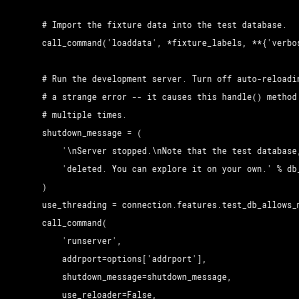 # Import the fixture data into the test database.
call_command('loaddata', *fixture_labels, **{'verbos
# Run the development server. Turn off auto-reloadin
# a strange error -- it causes this handle() method
# multiple times.
shutdown_message = (
'\nServer stopped.\nNote that the test database,
'deleted. You can explore it on your own.' % db_
)
use_threading = connection.features.test_db_allows_m
call_command(
'runserver',
addrport=options['addrport'],
shutdown_message=shutdown_message,
use_reloader=False,